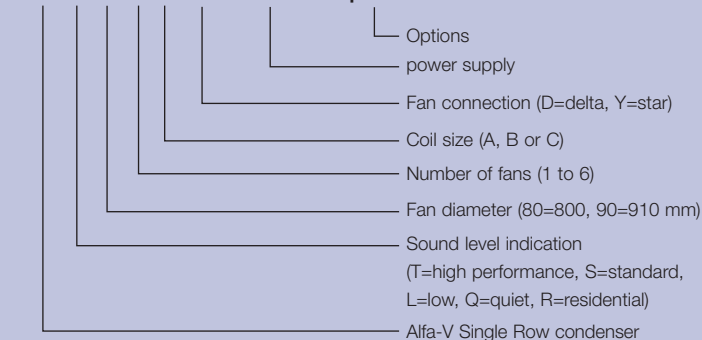 Options
power supply
Fan connection (D=delta, Y=star)
Coil size (A, B or C)
Number of fans (1 to 6)
Fan diameter (80=800, 90=910 mm)
Sound level indication
(T=high performance, S=standard,
L=low, Q=quiet, R=residential)
Alfa-V Single Row condenser